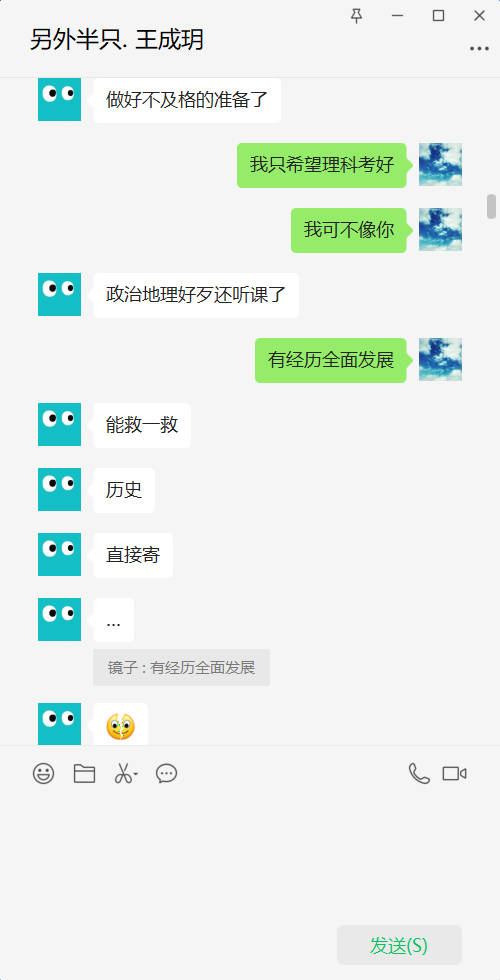 另外半只. 王成玥
做好不及格的准备了
我只希望理科考好
我可不像你
政治地理好歹还听课了
有经历全面发展
能救一救
历史
直接寄
...
镜子 : 有经历全面发展
发送(S)